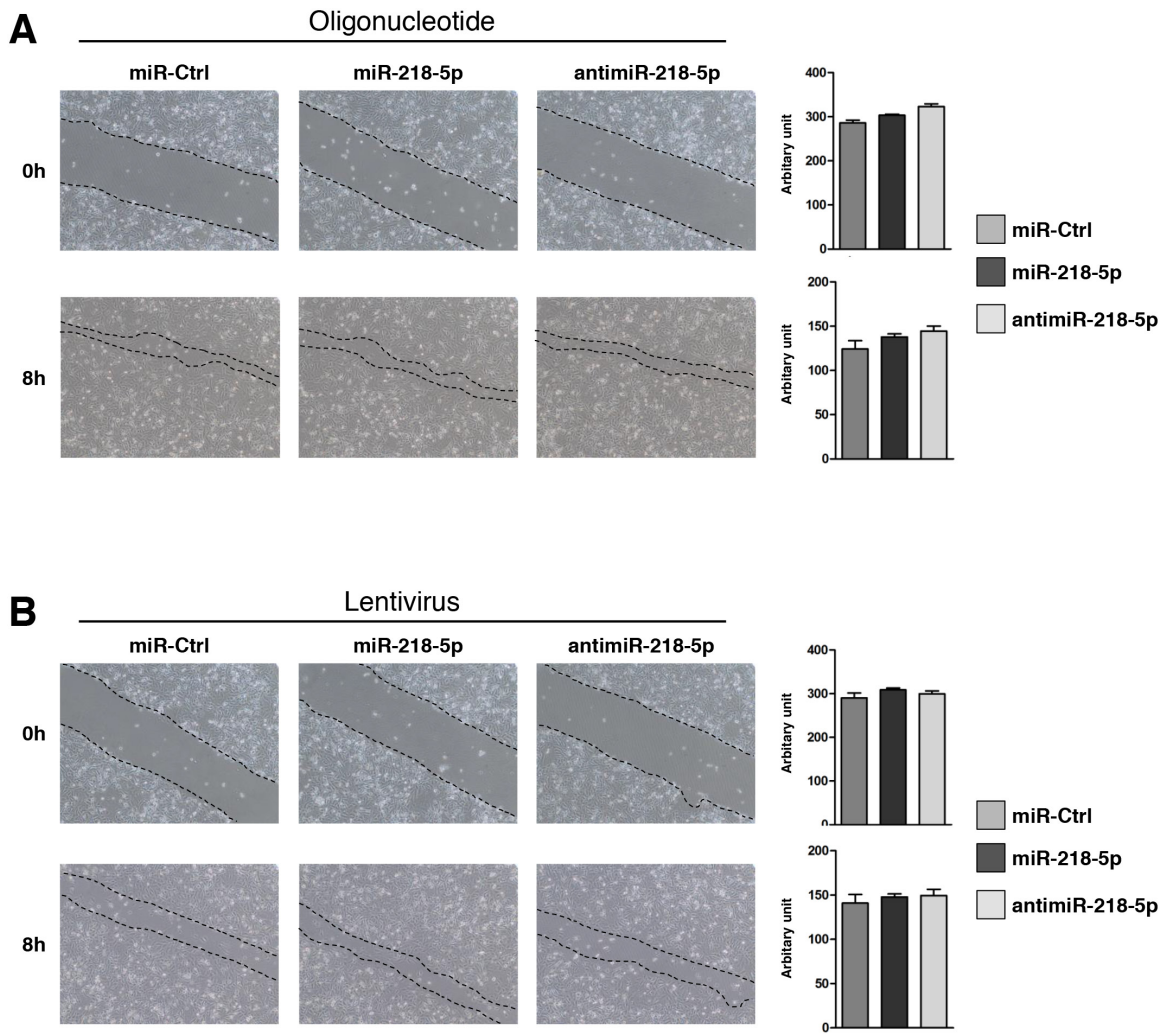 A
Oligonucleotide
miR-Ctrl miR-218-5p antimiR-218-5p
0h
400
300
200
100
0
Arbitary unit
miR-Ctrl
miR-218-5p
antimiR-218-5p
8h
200
150
100
50
0
Arbitary unit
B
Lentivirus
miR-Ctrl miR-218-5p antimiR-218-5p
0h
400
300
200
100
0
Arbitary unit
miR-Ctrl
miR-218-5p
antimiR-218-5p
8h
200
150
100
50
0
Arbitary unit